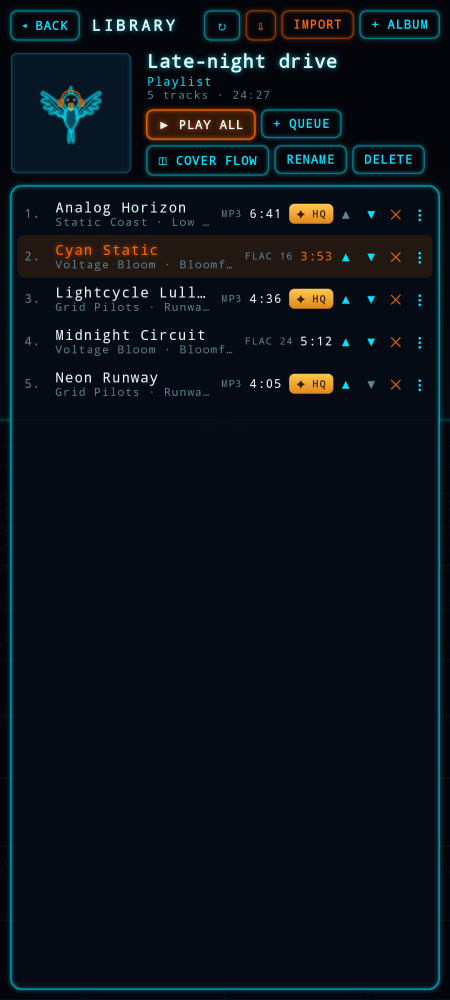 ◂ BACK LIBRARY ↻ ⇩ IMPORT + ALBUM
Late-night drive
Playlist
5 tracks · 24:27
▶ PLAY ALL + QUEUE
◫ COVER FLOW RENAME DELETE
1. Analog Horizon MP3 6:41 ✦ HQ ▲ ▼ ✕ ⋮
Static Coast · Low …
2. Cyan Static FLAC 16 3:53 ▲ ▼ ✕ ⋮
Voltage Bloom · Bloomf…
3. Lightcycle Lull… MP3 4:36 ✦ HQ ▲ ▼ ✕ ⋮
Grid Pilots · Runwa…
4. Midnight Circuit FLAC 24 5:12 ▲ ▼ ✕ ⋮
Voltage Bloom · Bloomf…
5. Neon Runway MP3 4:05 ✦ HQ ▲ ▼ ✕ ⋮
Grid Pilots · Runwa…